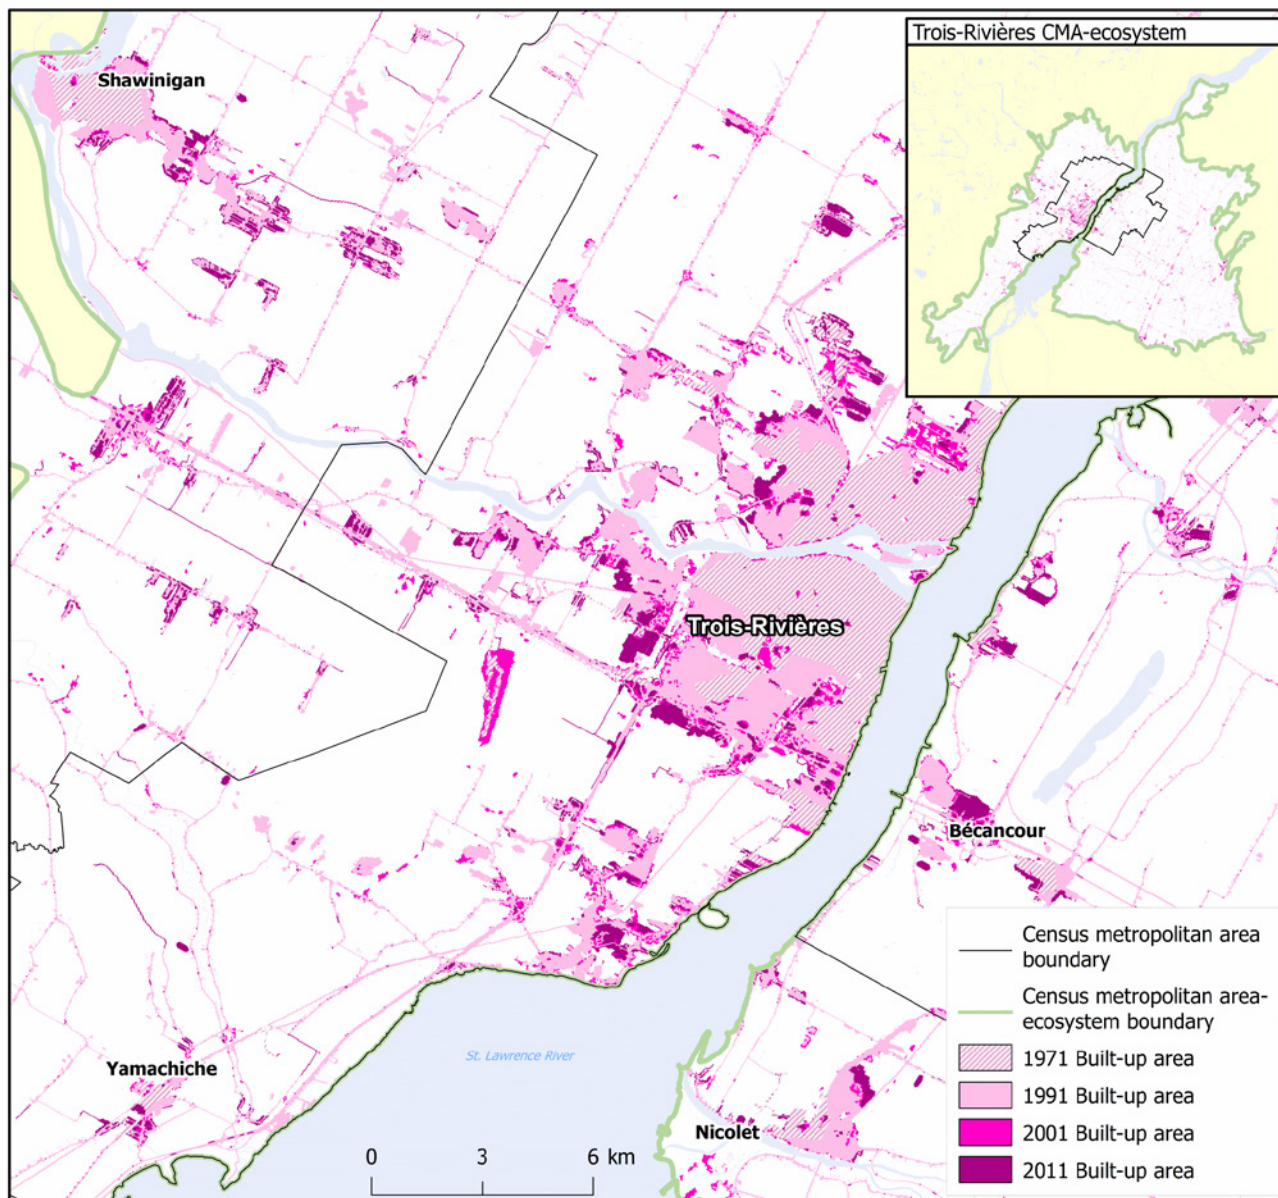 Trois-Rivières CMA-ecosystem
Shawinigan
Trois-Rivières
Bécancour
Census metropolitan area
boundary
Census metropolitan area-
ecosystem boundary
1971 Built-up area
1991 Built-up area
2001 Built-up area
2011 Built-up area
St. Lawrence River
Yamachiche
Nicolet
0 3 6 km